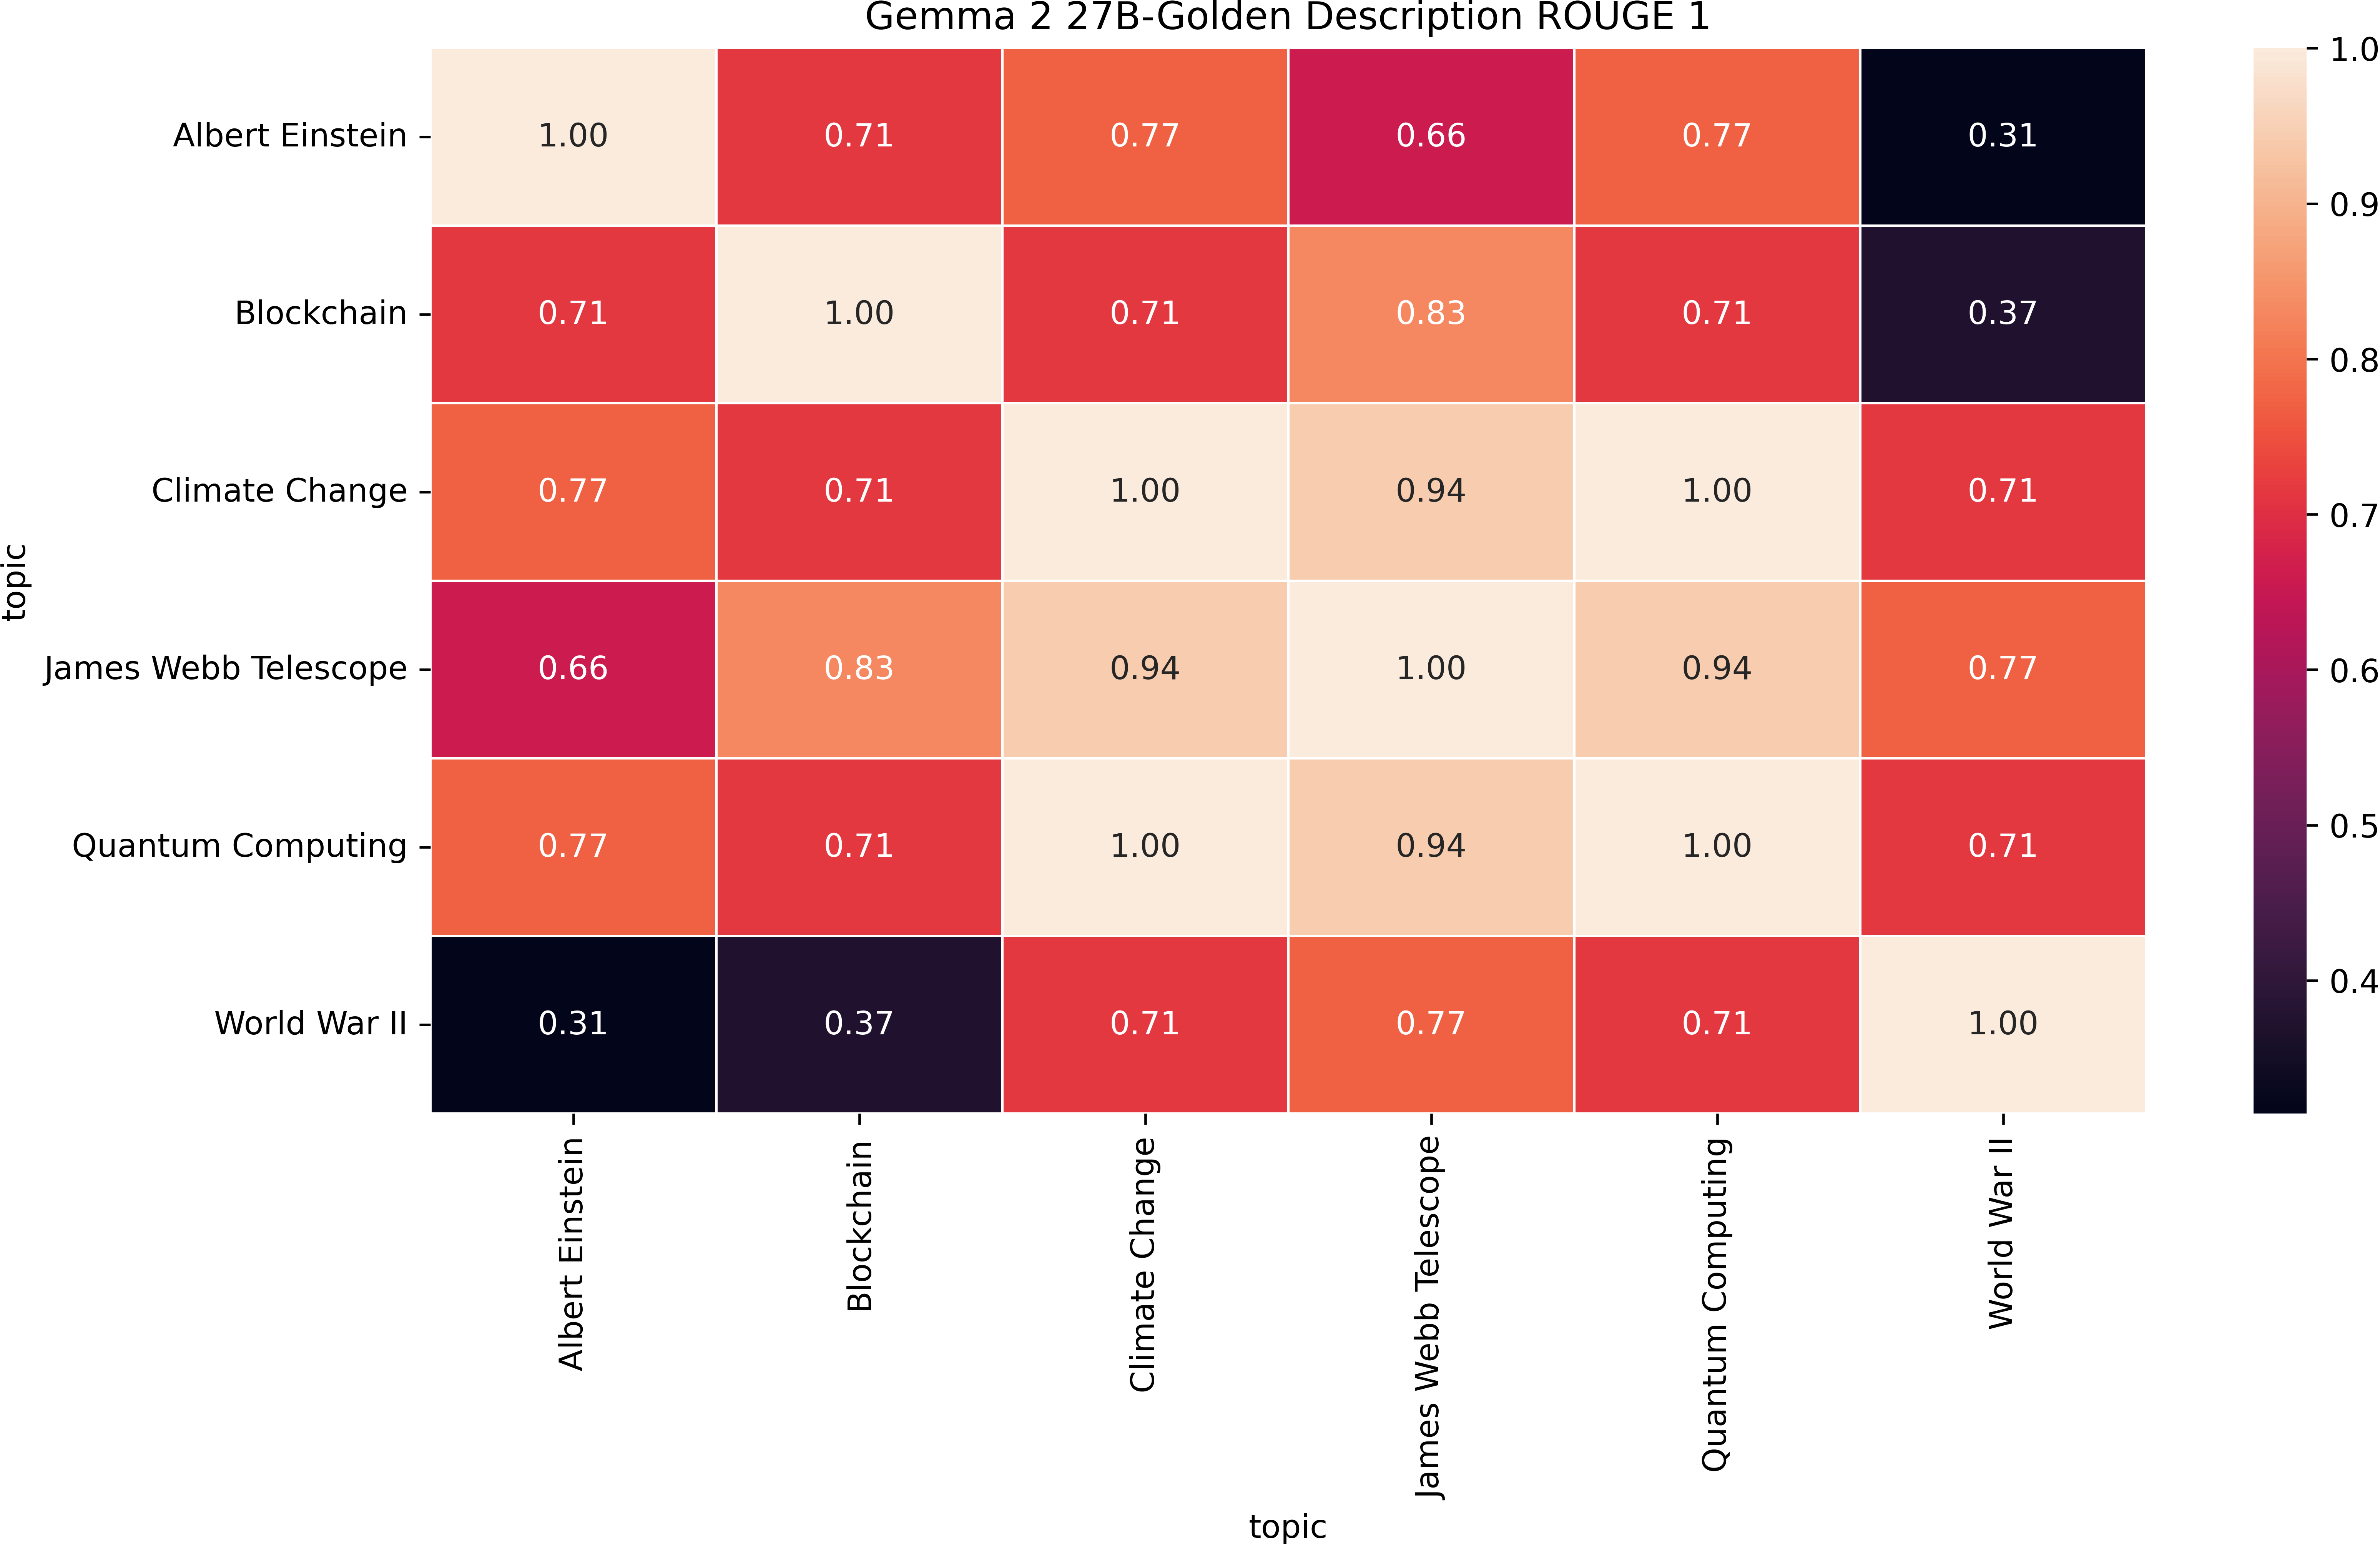 Gemma 2 27B-Golden Description ROUGE 1
Albert Einstein 1.00 0.71 0.77 0.66 0.77 0.31
Blockchain 0.71 1.00 0.71 0.83 0.71 0.37
Climate Change 0.77 0.71 1.00 0.94 1.00 0.71
James Webb Telescope 0.66 0.83 0.94 1.00 0.94 0.77
Quantum Computing 0.77 0.71 1.00 0.94 1.00 0.71
World War II 0.31 0.37 0.71 0.77 0.71 1.00
topic
Albert Einstein
Blockchain
Climate Change
James Webb Telescope
Quantum Computing
World War II
topic
1.0
0.9
0.8
0.7
0.6
0.5
0.4